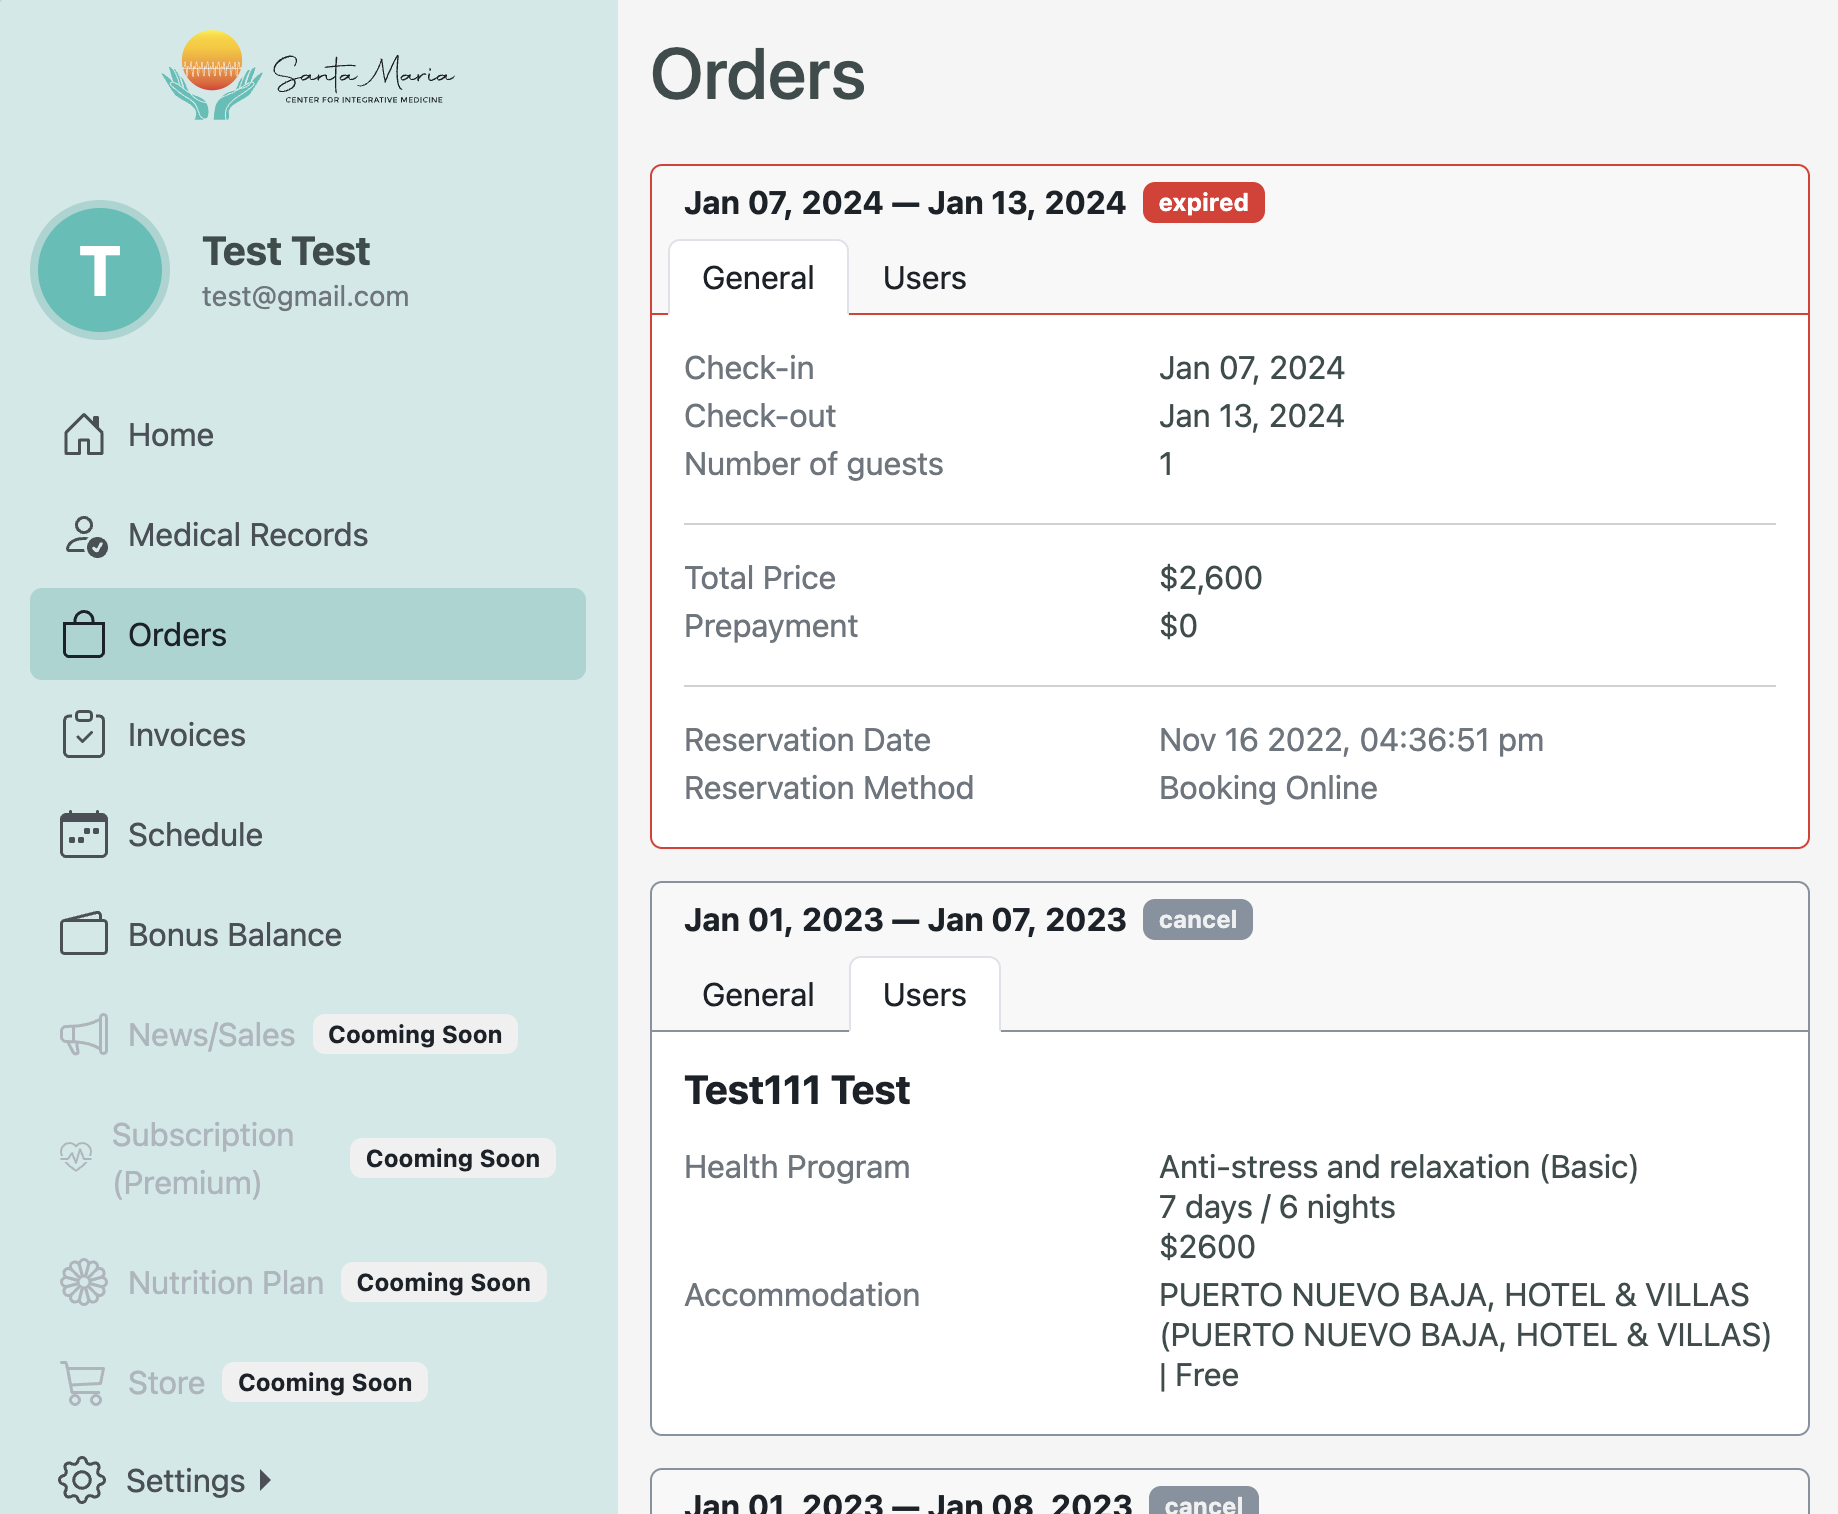 Santa Maria
CENTER FOR INTEGRATIVE MEDICINE
T
Test Test
test@gmail.com
Home
Medical Records
Orders
Invoices
Schedule
Bonus Balance
News/Sales Cooming Soon
Subscription
(Premium)
Cooming Soon
Nutrition Plan Cooming Soon
Store Cooming Soon
Settings
Orders
Jan 07, 2024 — Jan 13, 2024 expired
General Users
Check-in Jan 07, 2024
Check-out Jan 13, 2024
Number of guests 1
Total Price $2,600
Prepayment $0
Reservation Date Nov 16 2022, 04:36:51 pm
Reservation Method Booking Online
Jan 01, 2023 — Jan 07, 2023 cancel
General Users
Test111 Test
Health Program Anti-stress and relaxation (Basic)
7 days / 6 nights
$2600
Accommodation PUERTO NUEVO BAJA, HOTEL & VILLAS
(PUERTO NUEVO BAJA, HOTEL & VILLAS)
| Free
Jan 01, 2023 — Jan 08, 2023 cancel